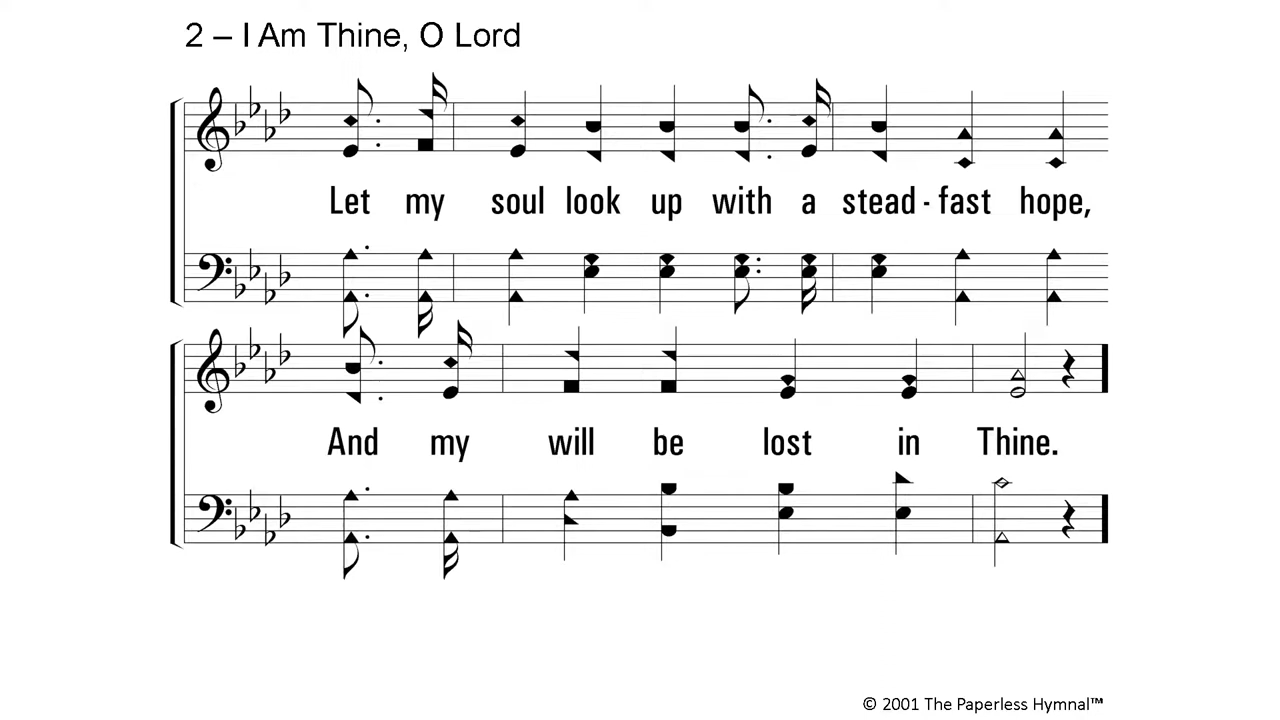 2 – I Am Thine, O Lord
Let my soul look up with a stead - fast hope,
And my will be lost in Thine.
© 2001 The Paperless Hymnal™